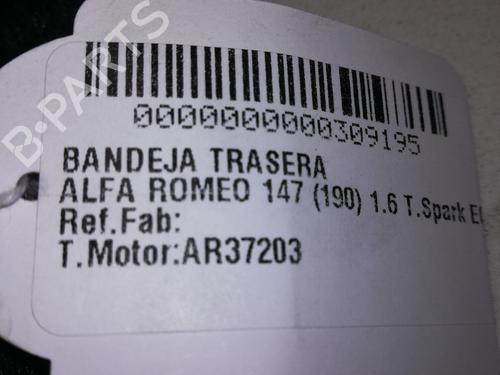 B-PARTS
0000000000309195
BANDEJA TRASERA
ALFA ROMEO 147 (190) 1.6 T.Spark
Ref.Fab:
T.Motor:AR37203